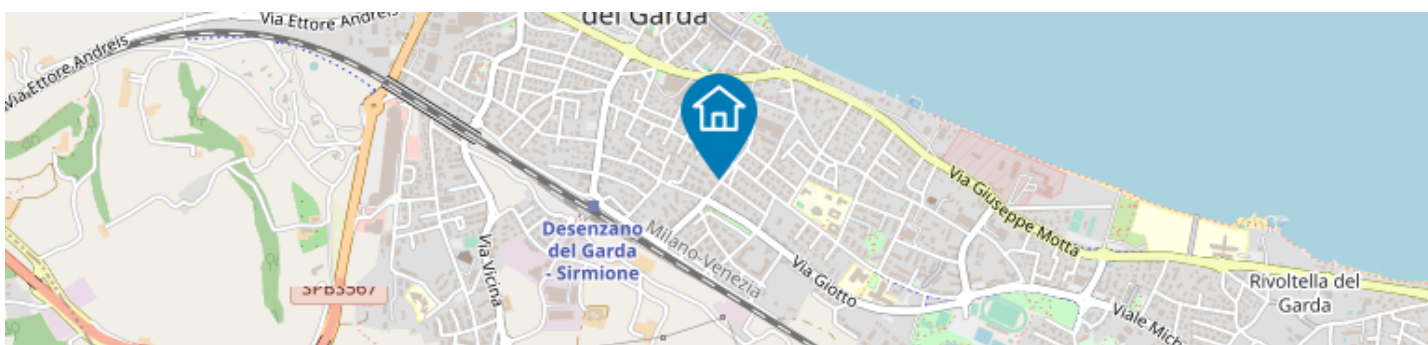 del Garda
Via Ettore Andreis
Via Ettore Andreis
Desenzano
del Garda
- Sirmione
Milano-Venezia
Via Vicina
Via Giotto
Via Giuseppe Motta
Rivoltella del
Garda
Viale Mich
SPBS567